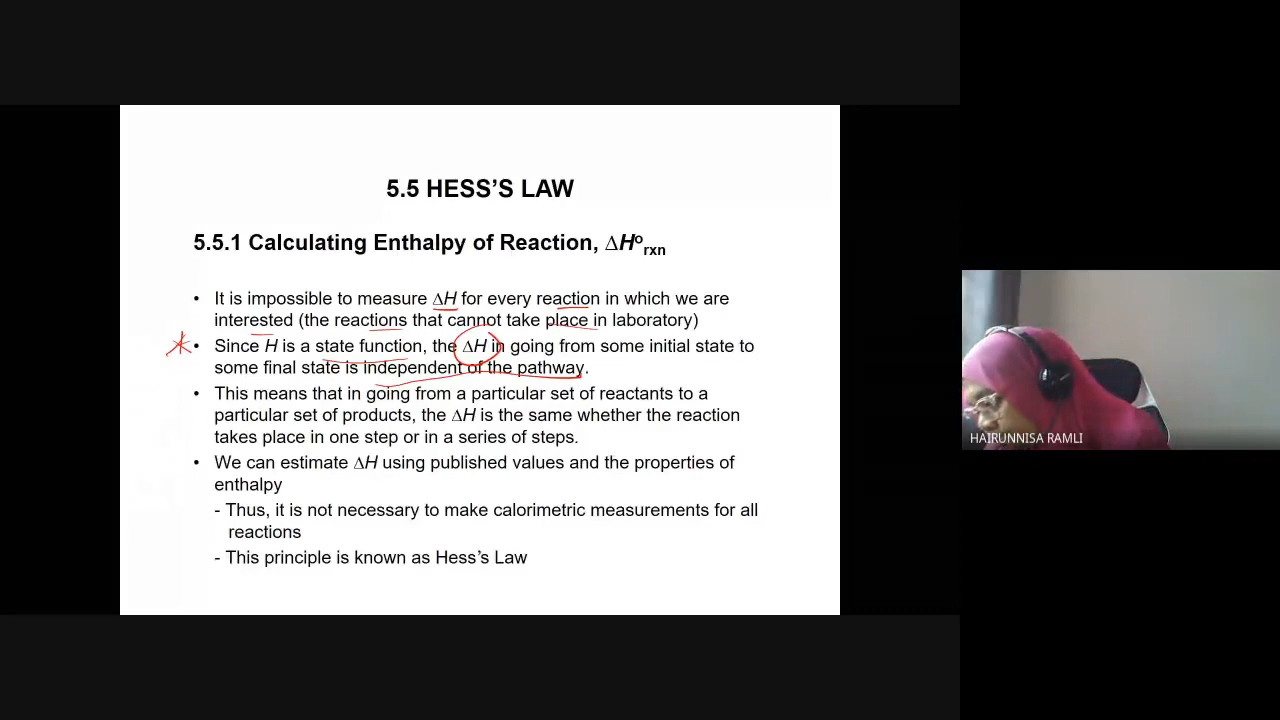 5.5 HESS’S LAW
5.5.1 Calculating Enthalpy of Reaction, ∆H°rxn
• It is impossible to measure ∆H for every reaction in which we are
interested (the reactions that cannot take place in laboratory)
• Since H is a state function, the ∆H in going from some initial state to
some final state is independent of the pathway.
• This means that in going from a particular set of reactants to a
particular set of products, the ∆H is the same whether the reaction
takes place in one step or in a series of steps.
• We can estimate ∆H using published values and the properties of
enthalpy
- Thus, it is not necessary to make calorimetric measurements for all
reactions
- This principle is known as Hess’s Law
HAIRUNNISA RAMLI